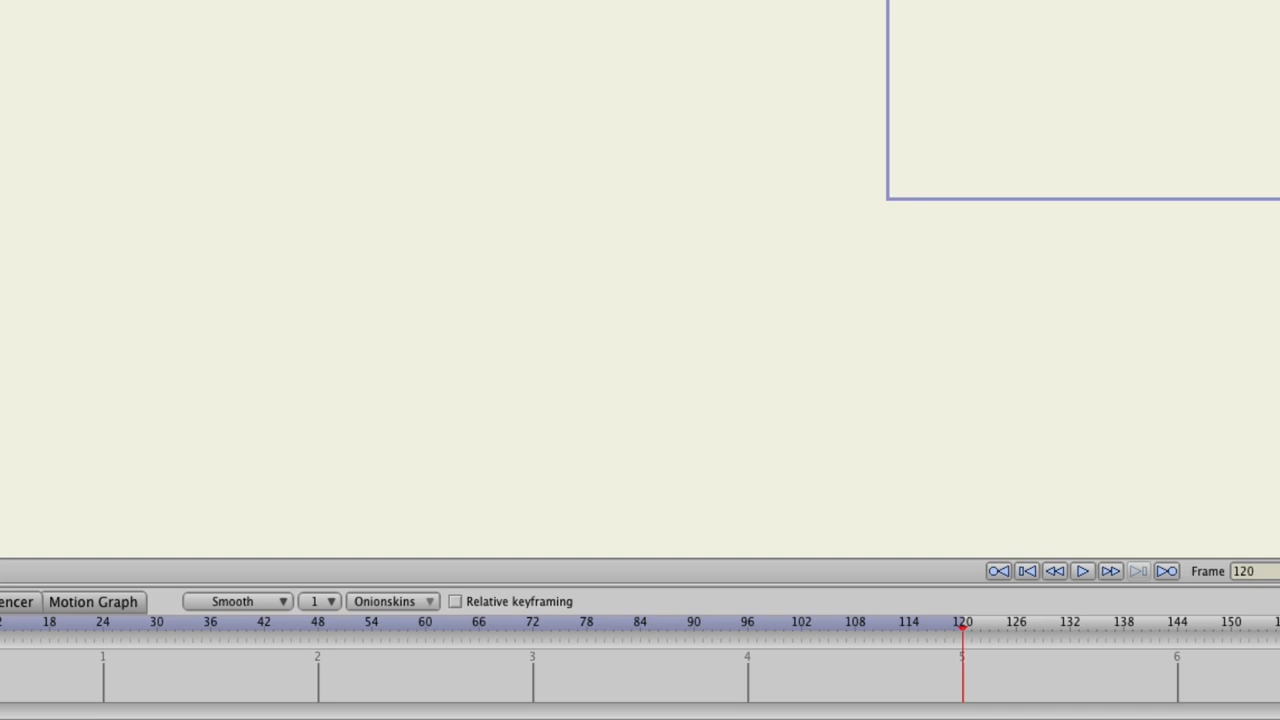 Frame 120
encer Motion Graph Smooth 1 Onionskins Relative keyframing
18 24 30 36 42 48 54 60 66 72 78 84 90 96 102 108 114 120 126 132 138 144 150
1 2 3 4 5 6